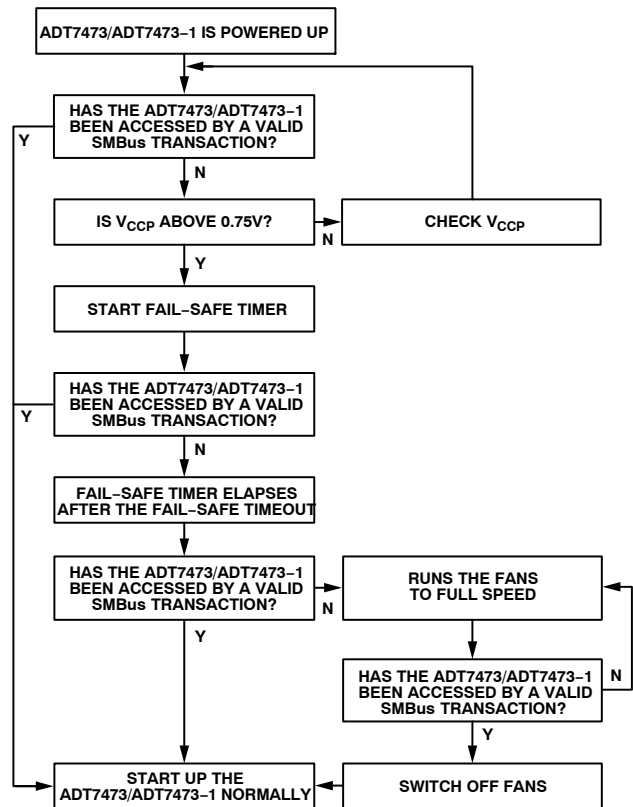 ADT7473/ADT7473−1 IS POWERED UP
HAS THE ADT7473/ADT7473−1
BEEN ACCESSED BY A VALID
SMBus TRANSACTION?
Y
N
IS VCCP ABOVE 0.75V?
N
CHECK VCCP
Y
START FAIL−SAFE TIMER
HAS THE ADT7473/ADT7473−1
BEEN ACCESSED BY A VALID
SMBus TRANSACTION?
Y
N
FAIL−SAFE TIMER ELAPSES
AFTER THE FAIL−SAFE TIMEOUT
HAS THE ADT7473/ADT7473−1
BEEN ACCESSED BY A VALID
SMBus TRANSACTION?
N
RUNS THE FANS
TO FULL SPEED
Y
HAS THE ADT7473/ADT7473−1
BEEN ACCESSED BY A VALID
SMBus TRANSACTION?
N
Y
START UP THE
ADT7473/ADT7473−1 NORMALLY
SWITCH OFF FANS